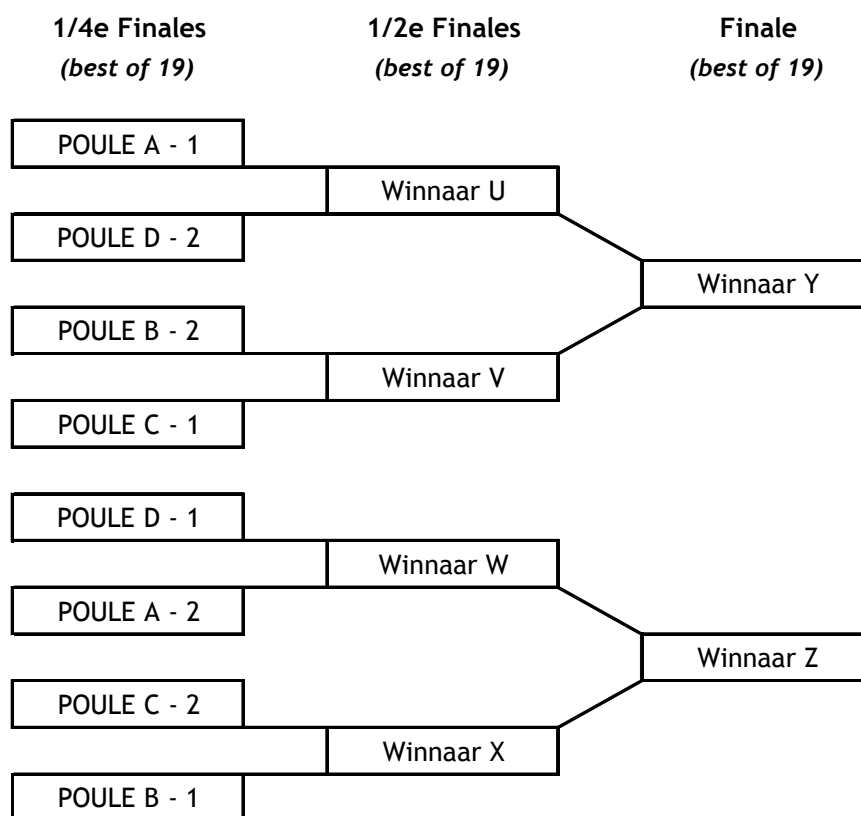 1/4e Finales
(best of 19)
1/2e Finales
(best of 19)
Finale
(best of 19)
POULE A - 1
Winnaar U
POULE D - 2
Winnaar Y
POULE B - 2
Winnaar V
POULE C - 1
POULE D - 1
Winnaar W
POULE A - 2
Winnaar Z
POULE C - 2
Winnaar X
POULE B - 1